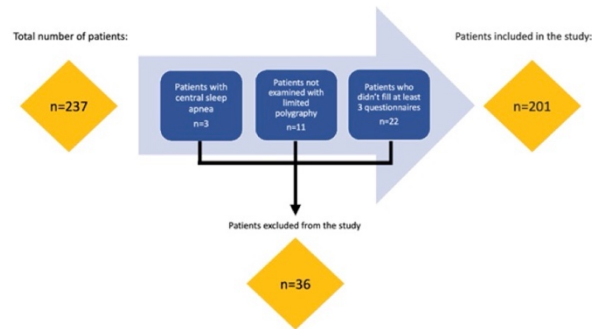 Total number of patients:
Patients included in the study:
n=237
Patients with
central sleep
apnea
n=3
Patients not
examined with
limited
polygraphy
n=11
Patients who
didn't fill at least
3 questionnaires
n=22
n=201
Patients excluded from the study
n=36